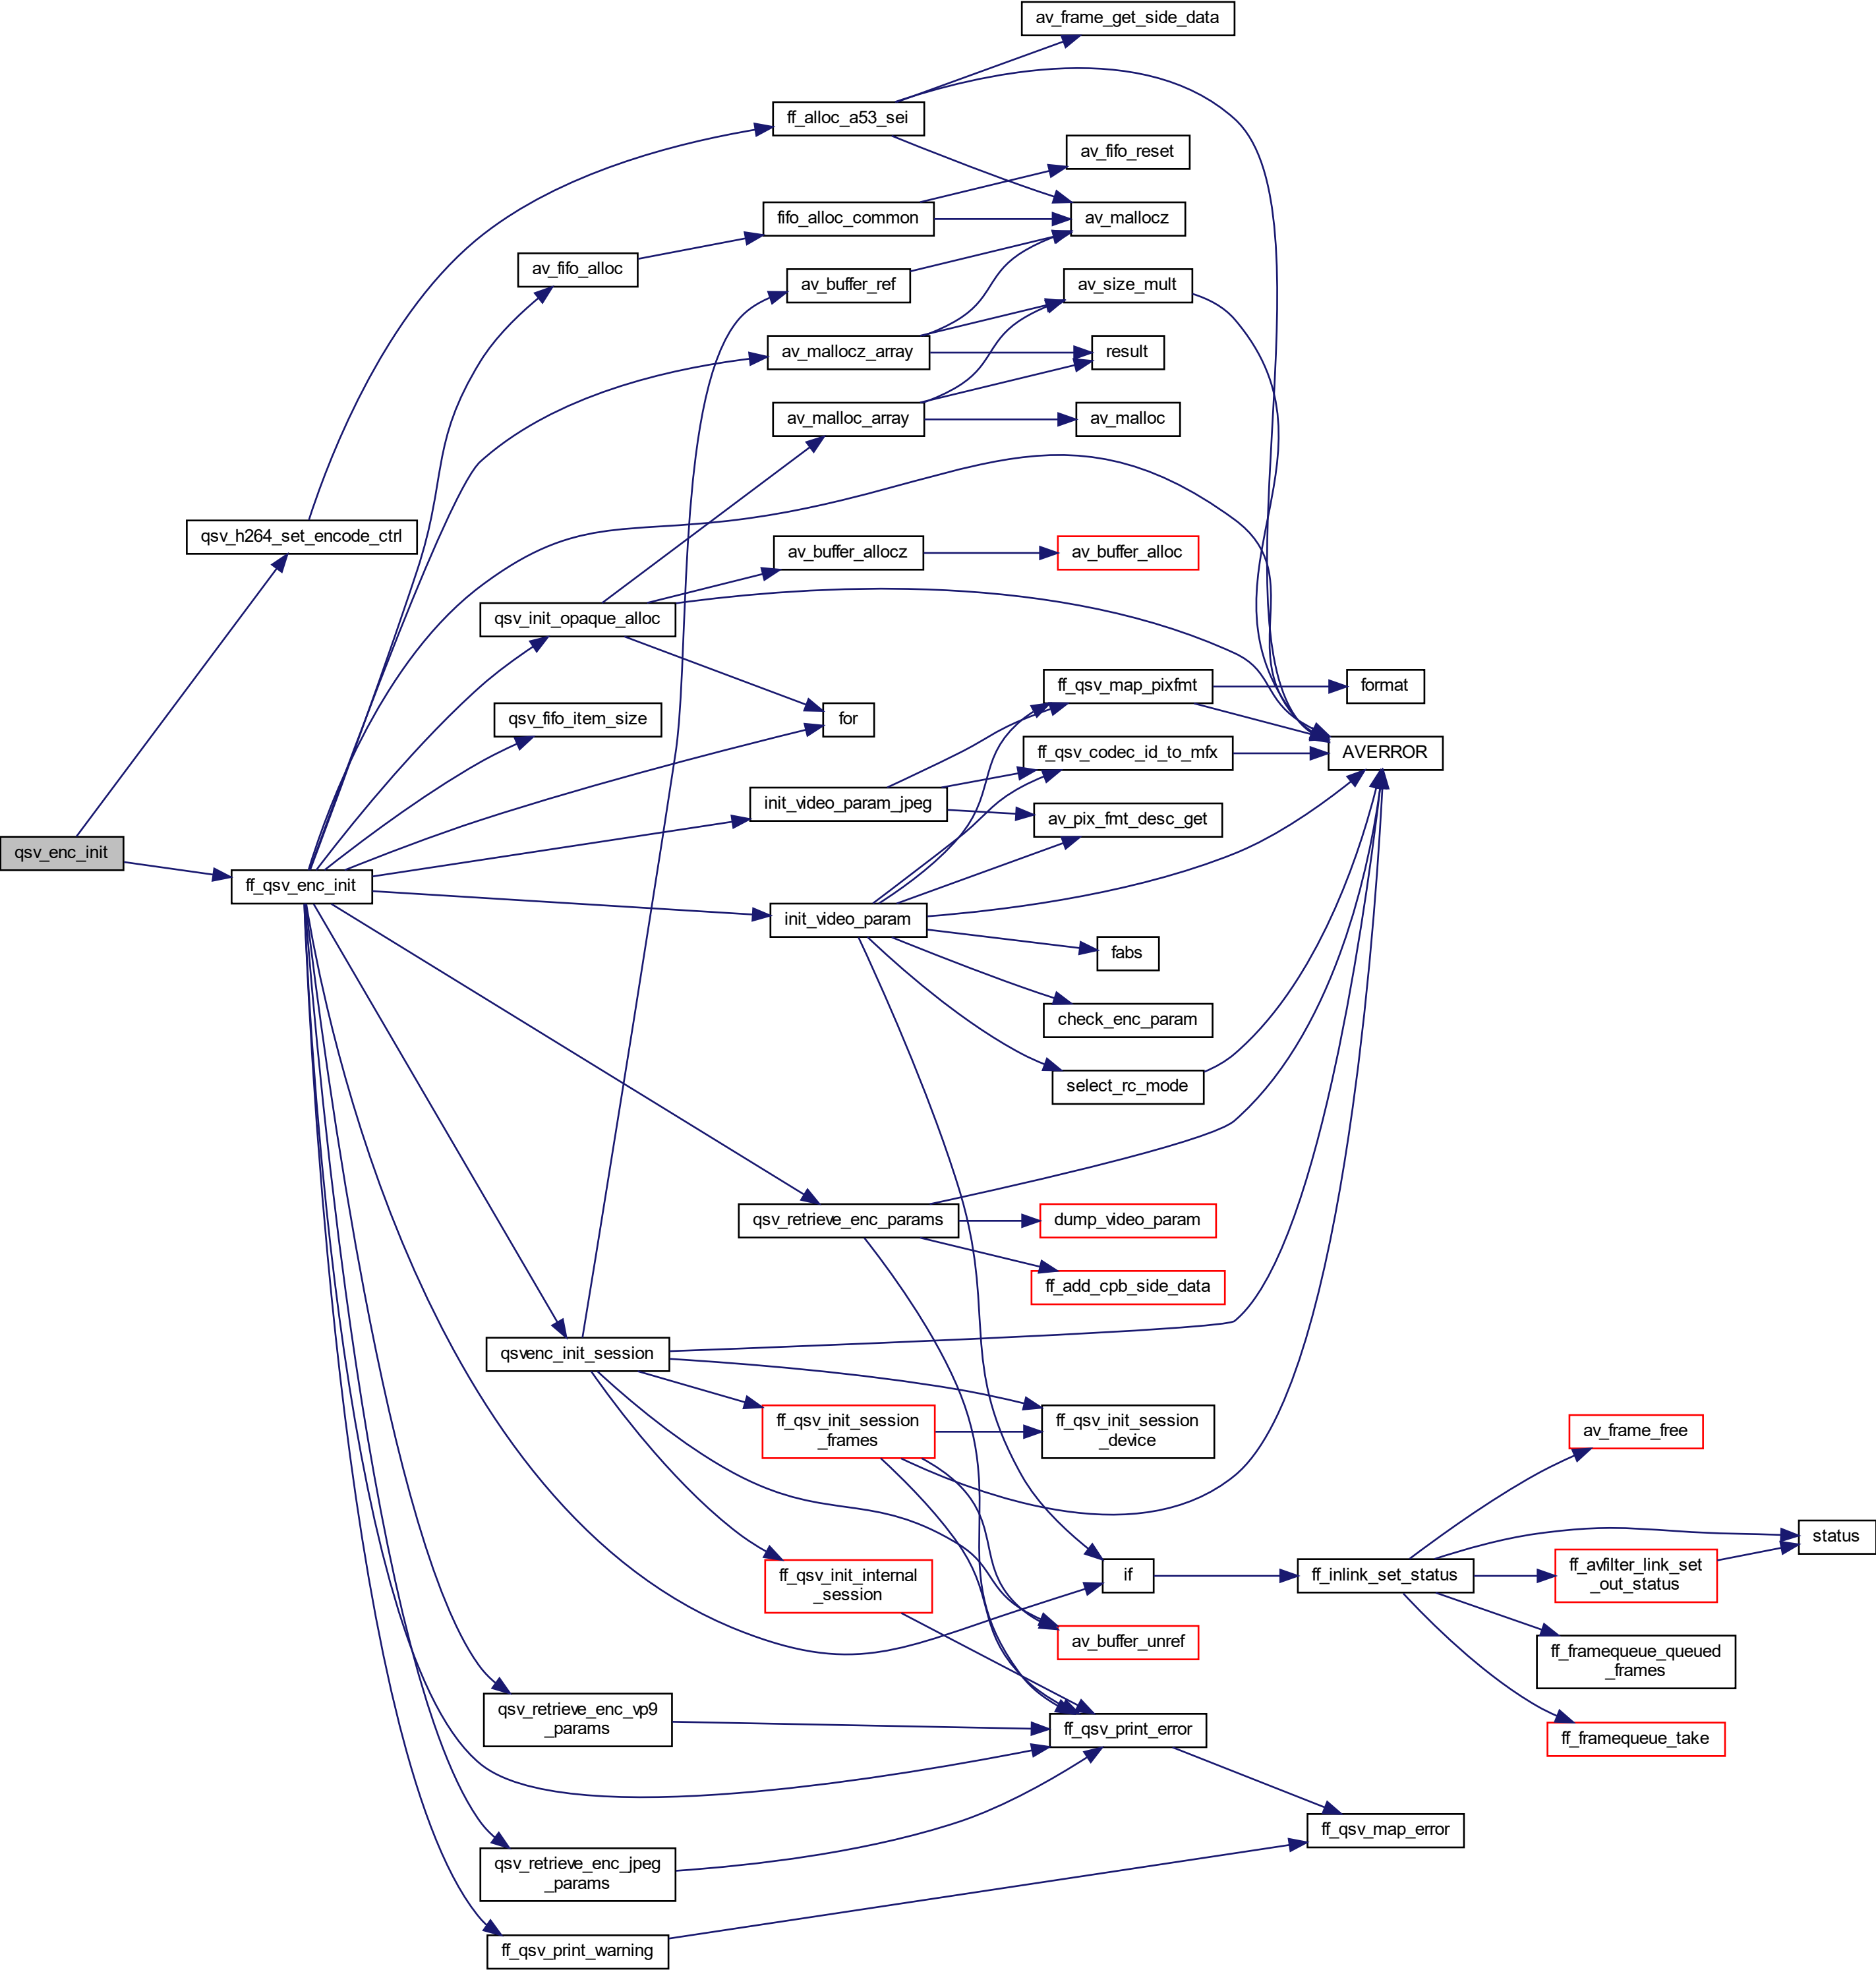 av_frame_get_side_data
ff_alloc_a53_sei
av_fifo_reset
fifo_alloc_common
av_mallocz
av_fifo_alloc
av_buffer_ref
av_size_mult
av_mallocz_array
result
av_malloc_array
av_malloc
qsv_h264_set_encode_ctrl
av_buffer_allocz
av_buffer_alloc
qsv_init_opaque_alloc
ff_qsv_map_pixfmt
format
qsv_fifo_item_size
for
ff_qsv_codec_id_to_mfx
AVERROR
init_video_param_jpeg
av_pix_fmt_desc_get
qsv_enc_init
ff_qsv_enc_init
init_video_param
fabs
check_enc_param
select_rc_mode
qsv_retrieve_enc_params
dump_video_param
ff_add_cpb_side_data
qsvenc_init_session
ff_qsv_init_session
_frames
ff_qsv_init_session
_device
av_frame_free
status
ff_qsv_init_internal
_session
if
ff_inlink_set_status
ff_avfilter_link_set
_out_status
av_buffer_unref
ff_framequeue_queued
_frames
qsv_retrieve_enc_vp9
_params
ff_qsv_print_error
ff_framequeue_take
ff_qsv_map_error
qsv_retrieve_enc_jpeg
_params
ff_qsv_print_warning